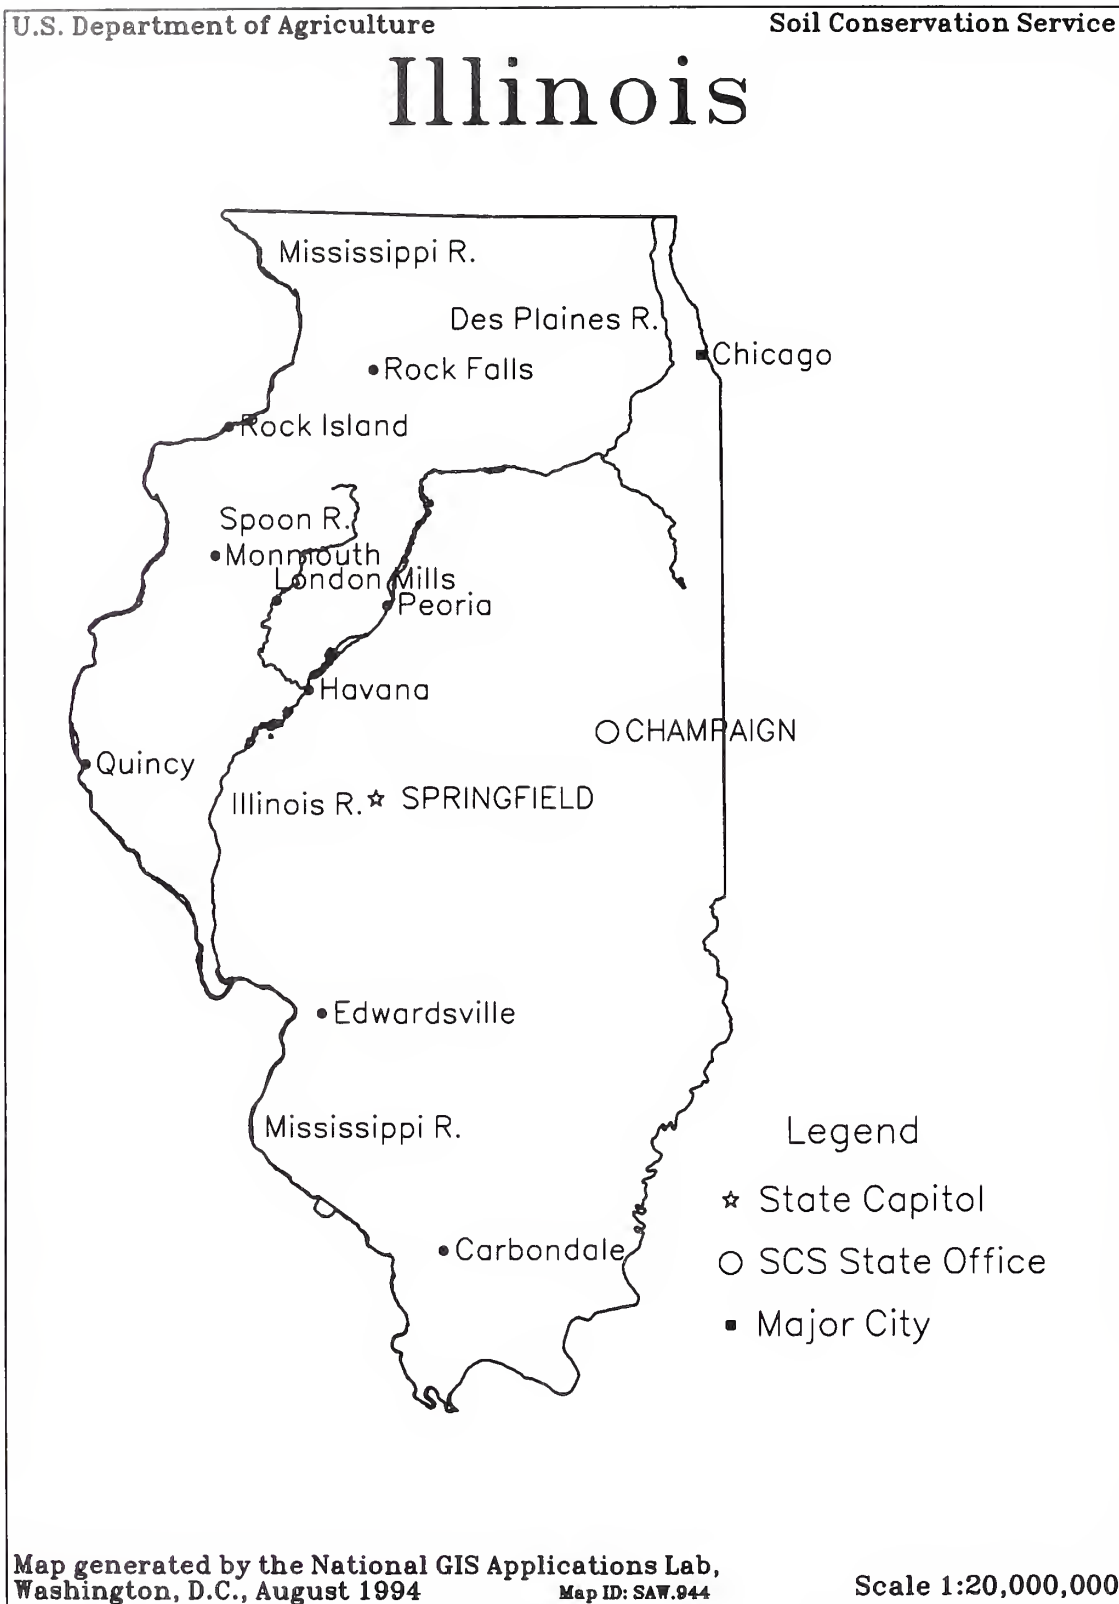 U.S. Department of Agriculture
Soil Conservation Service
Illinois
Mississippi R.
Des Plaines R.
Chicago
Rock Falls
Rock Island
Spoon R.
Monmouth
London Mills
Peoria
Havana
CHAMPAIGN
Quincy
Illinois R.
SPRINGFIELD
Edwardsville
Mississippi R.
Carbondale
Legend
State Capitol
SCS State Office
Major City
Map generated by the National GIS Applications Lab,
Washington, D.C., August 1994
Map ID: SAW.944
Scale 1:20,000,000